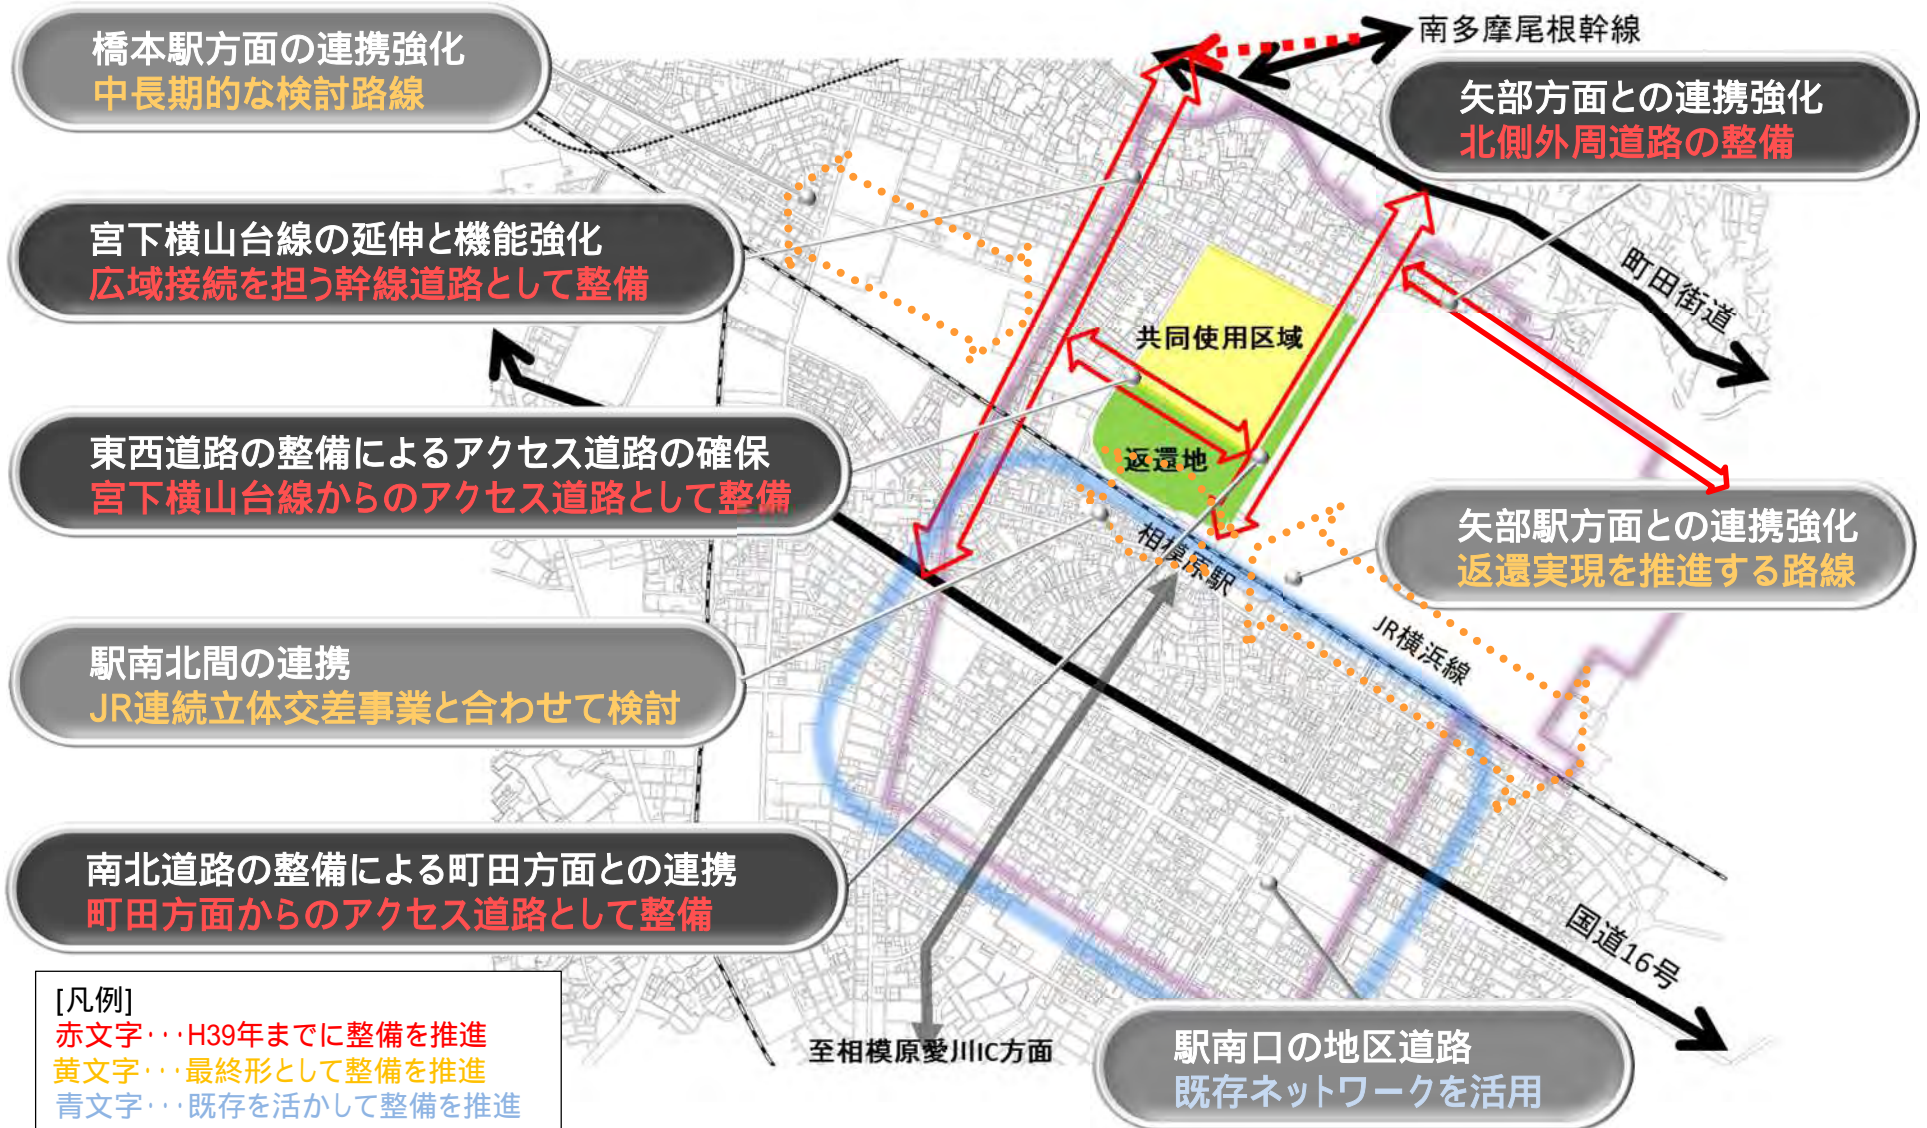 橋本駅方面の連携強化
中長期的な検討路線
南多摩尾根幹線
矢部方面との連携強化
北側外周道路の整備
宮下横山台線の延伸と機能強化
広域接続を担う幹線道路として整備
町田街道
共同使用区域
東西道路の整備によるアクセス道路の確保
宮下横山台線からのアクセス道路として整備
返還地
相模原駅
矢部駅方面との連携強化
返還実現を推進する路線
JR横浜線
駅南北間の連携
JR連続立体交差事業と合わせて検討
南北道路の整備による町田方面との連携
町田方面からのアクセス道路として整備
国道16号
[凡例]
赤文字･･･H39年までに整備を推進
黄文字･･･最終形として整備を推進
青文字･･･既存を活かして整備を推進
至相模原愛川IC方面
駅南口の地区道路
既存ネットワークを活用